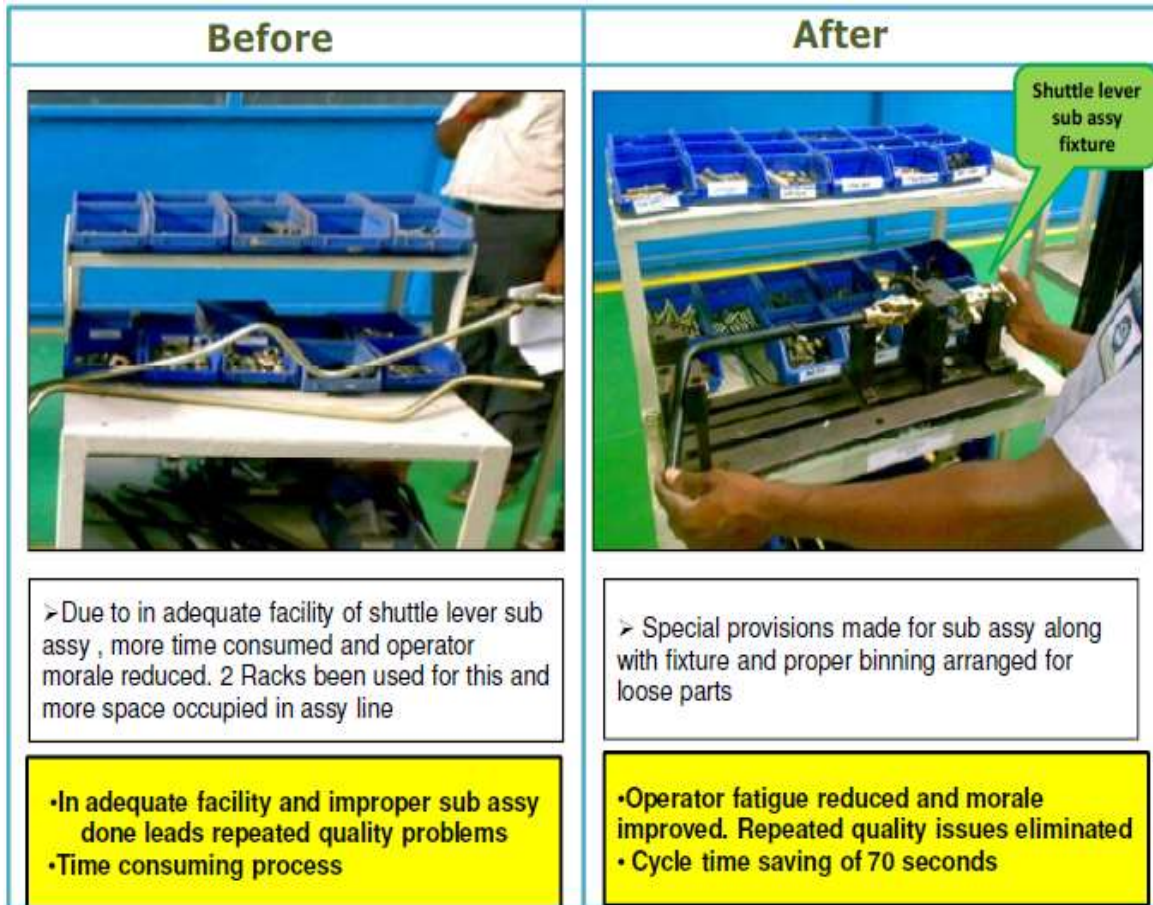 Before
After
Shuttle lever
sub assy
fixture
➢Due to in adequate facility of shuttle lever sub
assy , more time consumed and operator
morale reduced. 2 Racks been used for this and
more space occupied in assy line
➢ Special provisions made for sub assy along
with fixture and proper binning arranged for
loose parts
•In adequate facility and improper sub assy
done leads repeated quality problems
•Time consuming process
•Operator fatigue reduced and morale
improved. Repeated quality issues eliminated
• Cycle time saving of 70 seconds